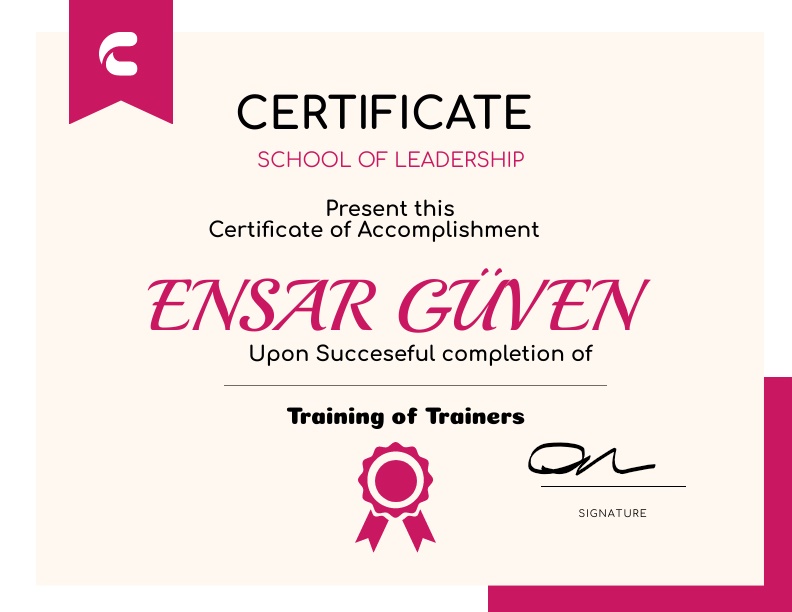 CERTIFICATE
SCHOOL OF LEADERSHIP
Present this
Certificate of Accomplishment
ENSAR GÜVEN
Upon Succeseful completion of
Training of Trainers
SIGNATURE